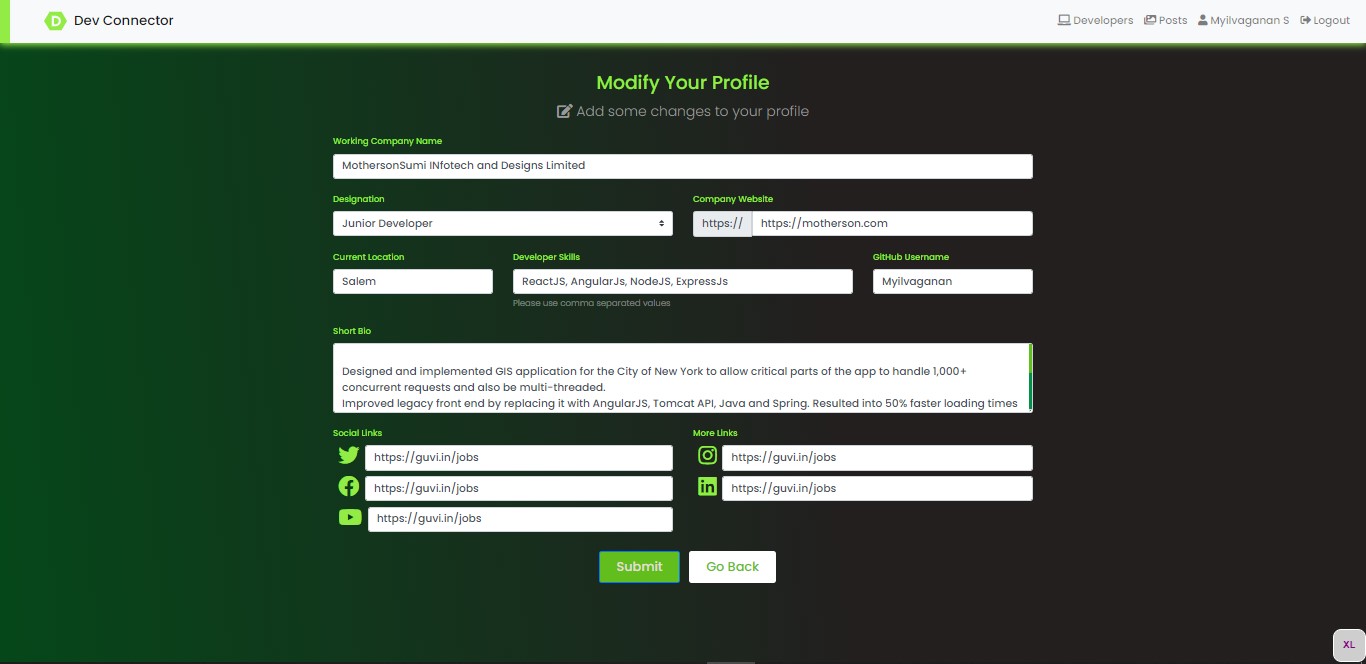 D Dev Connector
Developers Posts Myilvaganan S Logout
Modify Your Profile
Add some changes to your profile
Working Company Name
MothersonSumi INfotech and Designs Limited
Designation Company Website
Junior Developer https:// https://motherson.com
Current Location Developer Skills GitHub Username
Salem ReactJS, AngularJs, NodeJS, ExpressJs Myilvaganan
Please use comma separated values
Short Bio
Designed and implemented GIS application for the City of New York to allow critical parts of the app to handle 1,000+
concurrent requests and also be multi-threaded.
Improved legacy front end by replacing it with AngularJS, Tomcat API, Java and Spring. Resulted into 50% faster loading times
Social Links More Links
https://guvi.in/jobs https://guvi.in/jobs
https://guvi.in/jobs in https://guvi.in/jobs
https://guvi.in/jobs
Submit Go Back
XL